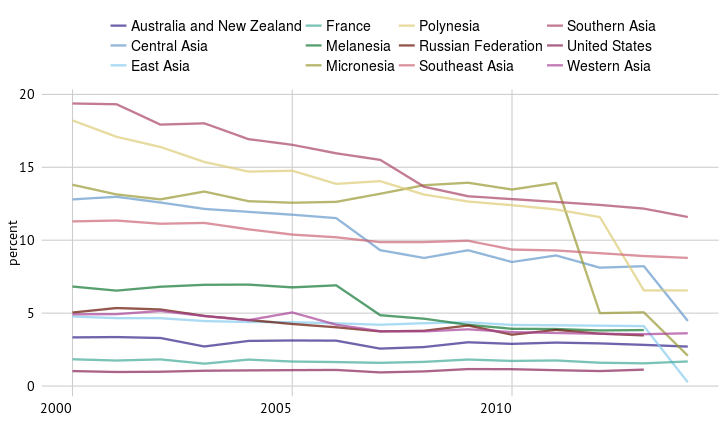 Australia and New Zealand France Polynesia Southern Asia
Central Asia Melanesia Russian Federation United States
East Asia Micronesia Southeast Asia Western Asia
20
15
10
5
0
percent
2000 2005 2010